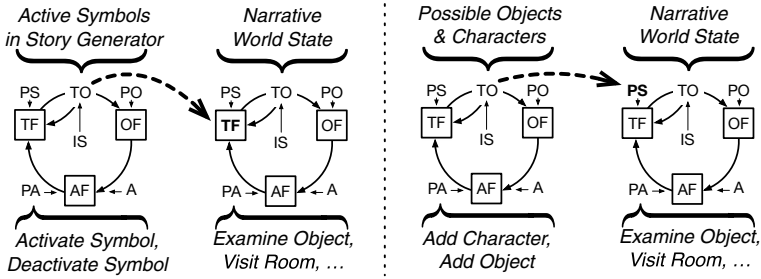 Active Symbols
in Story Generator
Narrative
World State
Possible Objects
& Characters
Narrative
World State
PS TO PO
TF OF
IS
PA AF A
PS TO PO
TF OF
IS
PA AF A
PS TO PO
TF OF
IS
PA AF A
PS TO PO
TF OF
IS
PA AF A
Activate Symbol,
Deactivate Symbol
Examine Object,
Visit Room, …
Add Character,
Add Object
Examine Object,
Visit Room, …